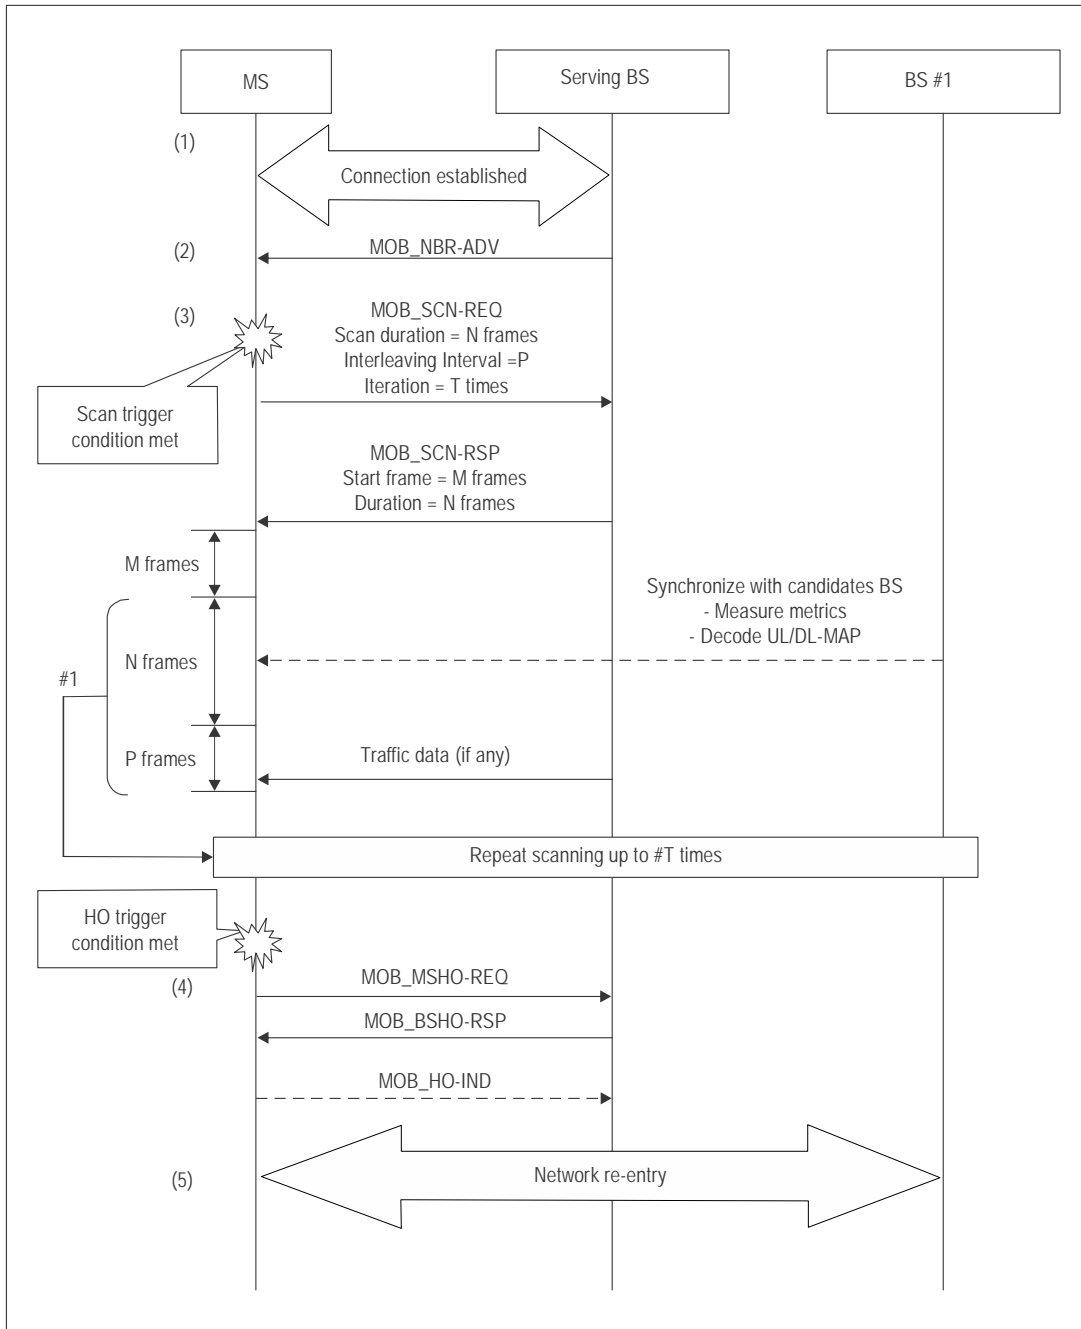 MS
Serving BS
BS #1
(1)
Connection established
(2)
MOB_NBR-ADV
(3)
MOB_SCN-REQ
Scan duration = N frames
Interleaving Interval =P
Iteration = T times
Scan trigger
condition met
MOB_SCN-RSP
Start frame = M frames
Duration = N frames
M frames
Synchronize with candidates BS
- Measure metrics
- Decode UL/DL-MAP
N frames
#1
P frames
Traffic data (if any)
Repeat scanning up to #T times
HO trigger
condition met
(4)
MOB_MSHO-REQ
MOB_BSHO-RSP
MOB_HO-IND
(5)
Network re-entry